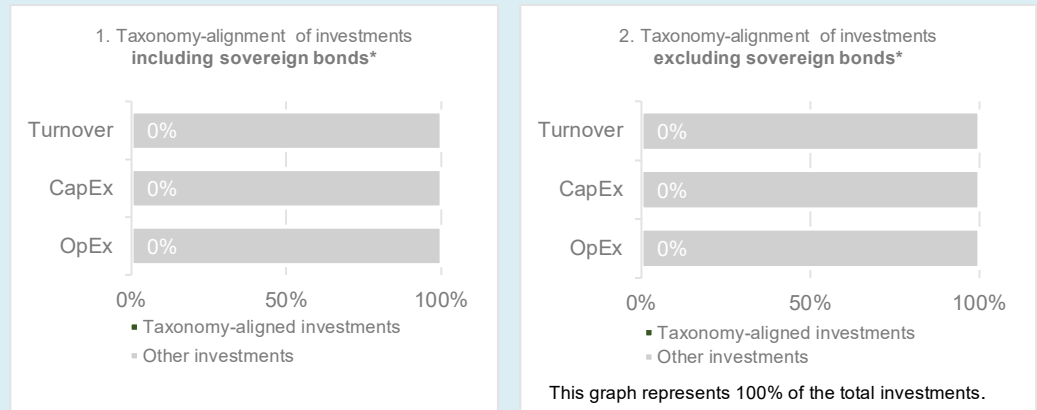 1. Taxonomy-alignment of investments
including sovereign bonds*
Turnover 0%
CapEx 0%
OpEx 0%
0% 50% 100%
Taxonomy-aligned investments
Other investments
2. Taxonomy-alignment of investments
excluding sovereign bonds*
Turnover 0%
CapEx 0%
OpEx 0%
0% 50% 100%
Taxonomy-aligned investments
Other investments
This graph represents 100% of the total investments.